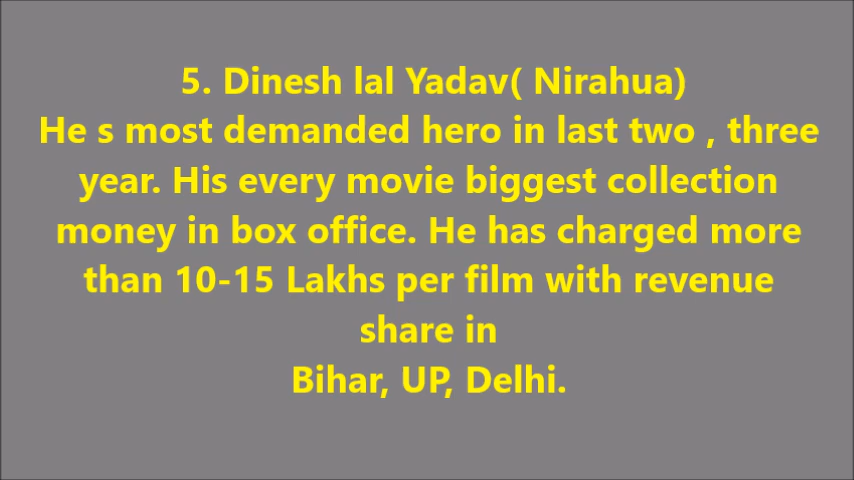 5. Dinesh lal Yadav( Nirahua)
He s most demanded hero in last two , three
year. His every movie biggest collection
money in box office. He has charged more
than 10-15 Lakhs per film with revenue
share in
Bihar, UP, Delhi.